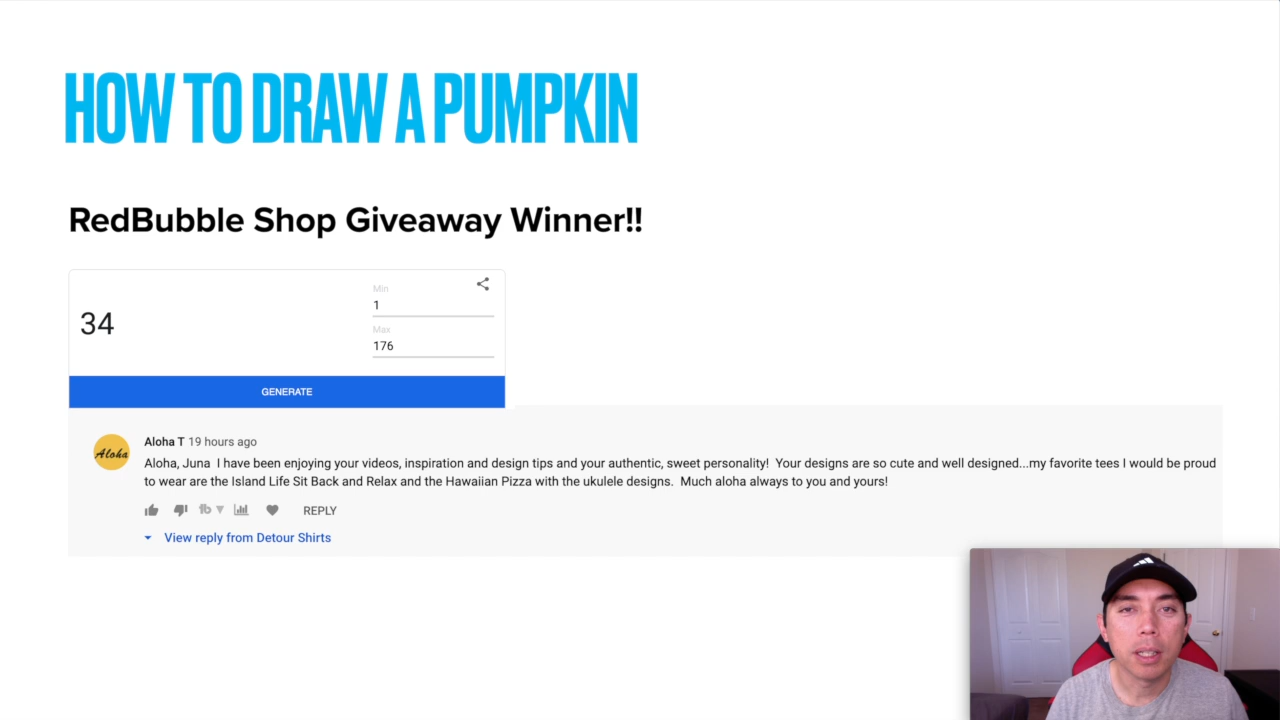 HOW TO DRAW A PUMPKIN
RedBubble Shop Giveaway Winner!!
34
Min
1
Max
176
GENERATE
Aloha
Aloha T 19 hours ago
Aloha, Juna I have been enjoying your videos, inspiration and design tips and your authentic, sweet personality! Your designs are so cute and well designed...my favorite tees I would be proud
to wear are the Island Life Sit Back and Relax and the Hawaiian Pizza with the ukulele designs. Much aloha always to you and yours!
tb
REPLY
View reply from Detour Shirts